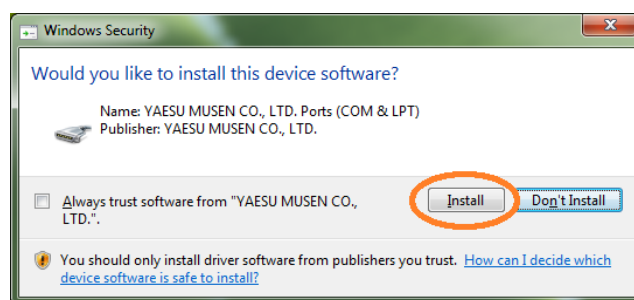 Windows Security
Would you like to install this device software?
Name: YAESU MUSEN CO., LTD. Ports (COM & LPT)
Publisher: YAESU MUSEN CO., LTD.
Always trust software from "YAESU MUSEN CO.,
LTD.".
Install
Don't Install
You should only install driver software from publishers you trust. How can I decide which
device software is safe to install?